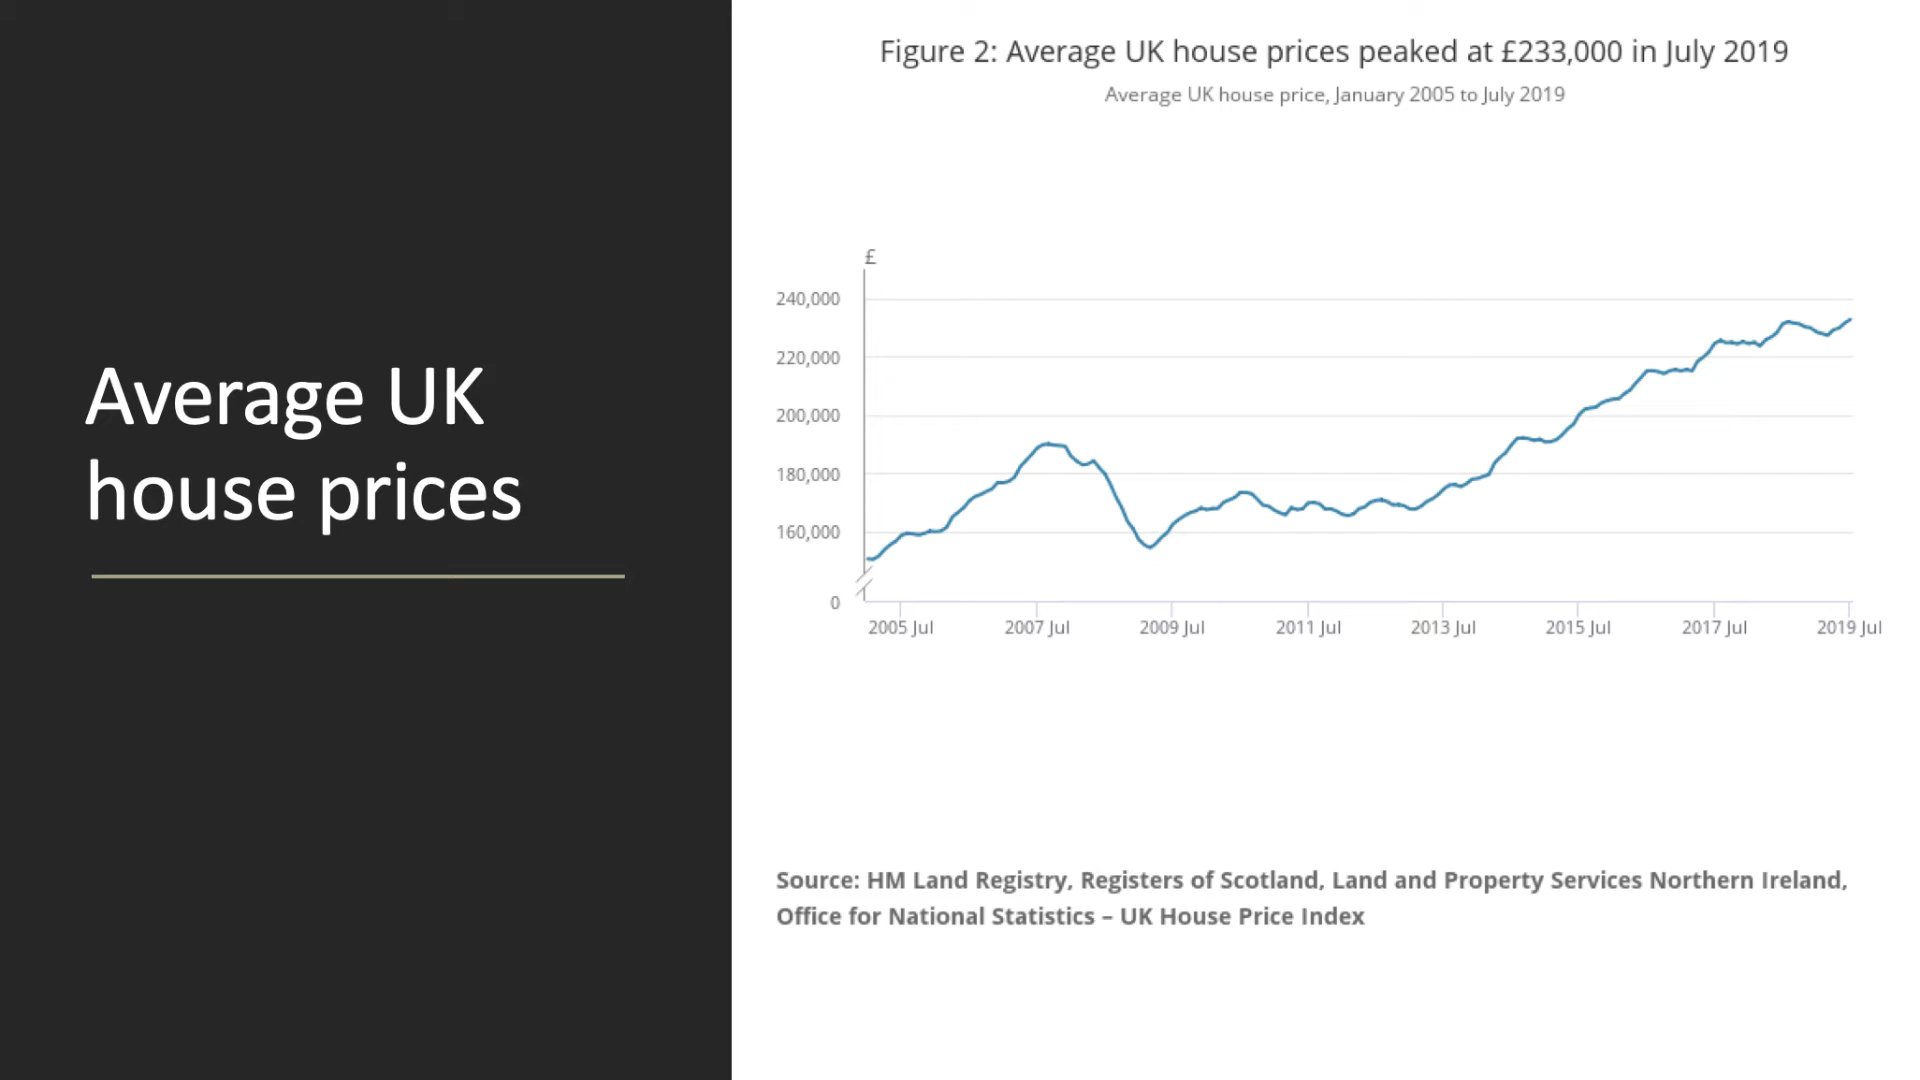 Average UK
house prices
Figure 2: Average UK house prices peaked at £233,000 in July 2019
Average UK house price, January 2005 to July 2019
£
240,000
220,000
200,000
180,000
160,000
0
2005 Jul 2007 Jul 2009 Jul 2011 Jul 2013 Jul 2015 Jul 2017 Jul 2019 Jul
Source: HM Land Registry, Registers of Scotland, Land and Property Services Northern Ireland,
Office for National Statistics – UK House Price Index